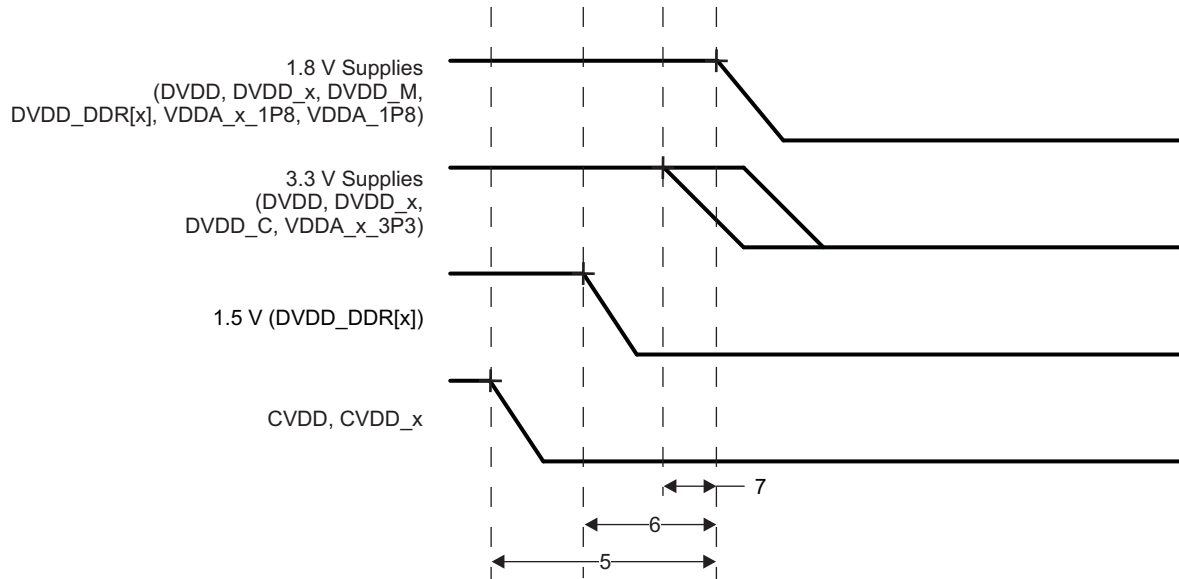 1.8 V Supplies
(DVDD, DVDD_x, DVDD_M,
DVDD_DDR[x], VDDA_x_1P8, VDDA_1P8)
3.3 V Supplies
(DVDD, DVDD_x,
DVDD_C, VDDA_x_3P3)
1.5 V (DVDD_DDR[x])
CVDD, CVDD_x
7
6
5